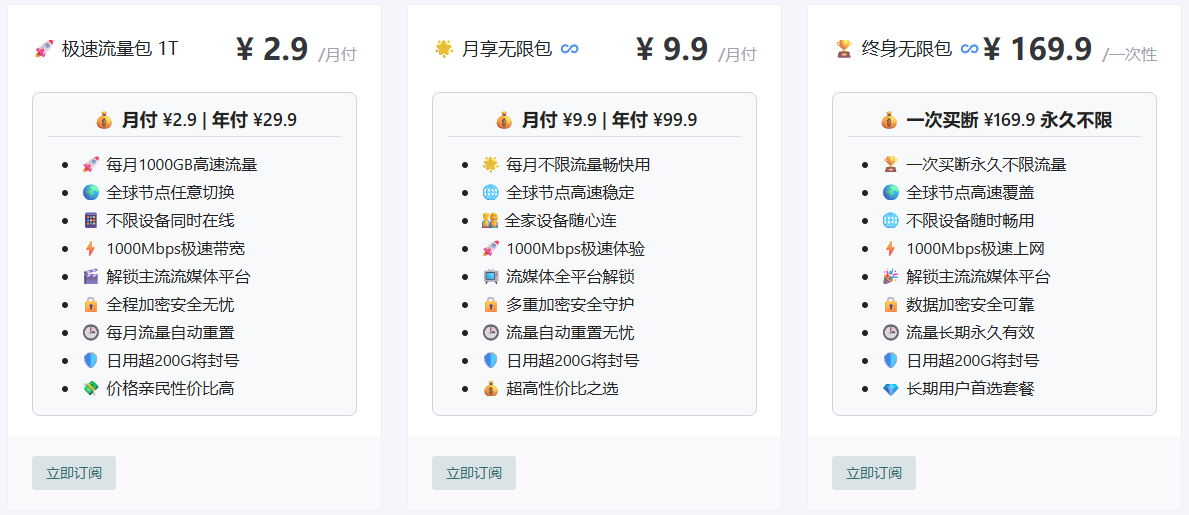 🚀 极速流量包 1T ¥ 2.9 /月付
💰 月付 ¥2.9 | 年付 ¥29.9
🚀 每月1000GB高速流量
🌍 全球节点任意切换
📱 不限设备同时在线
⚡ 1000Mbps极速带宽
🎬 解锁主流流媒体平台
🔒 全程加密安全无忧
🕒 每月流量自动重置
🛡️ 日用超200G将封号
💸 价格亲民性价比高
立即订阅
🌟 月享无限包 ♾️ ¥ 9.9 /月付
💰 月付 ¥9.9 | 年付 ¥99.9
🌟 每月不限流量畅快用
🌐 全球节点高速稳定
👨‍👩‍👧‍👦 全家设备随心连
🚀 1000Mbps极速体验
📺 流媒体全平台解锁
🔒 多重加密安全守护
🕒 流量自动重置无忧
🛡️ 日用超200G将封号
💰 超高性价比之选
立即订阅
🏆 终身无限包 ♾️ ¥ 169.9 /一次性
💰 一次买断 ¥169.9 永久不限
🏆 一次买断永久不限流量
🌍 全球节点高速覆盖
🌐 不限设备随时畅用
⚡ 1000Mbps极速上网
🎉 解锁主流流媒体平台
🔒 数据加密安全可靠
🕒 流量长期永久有效
🛡️ 日用超200G将封号
💎 长期用户首选套餐
立即订阅